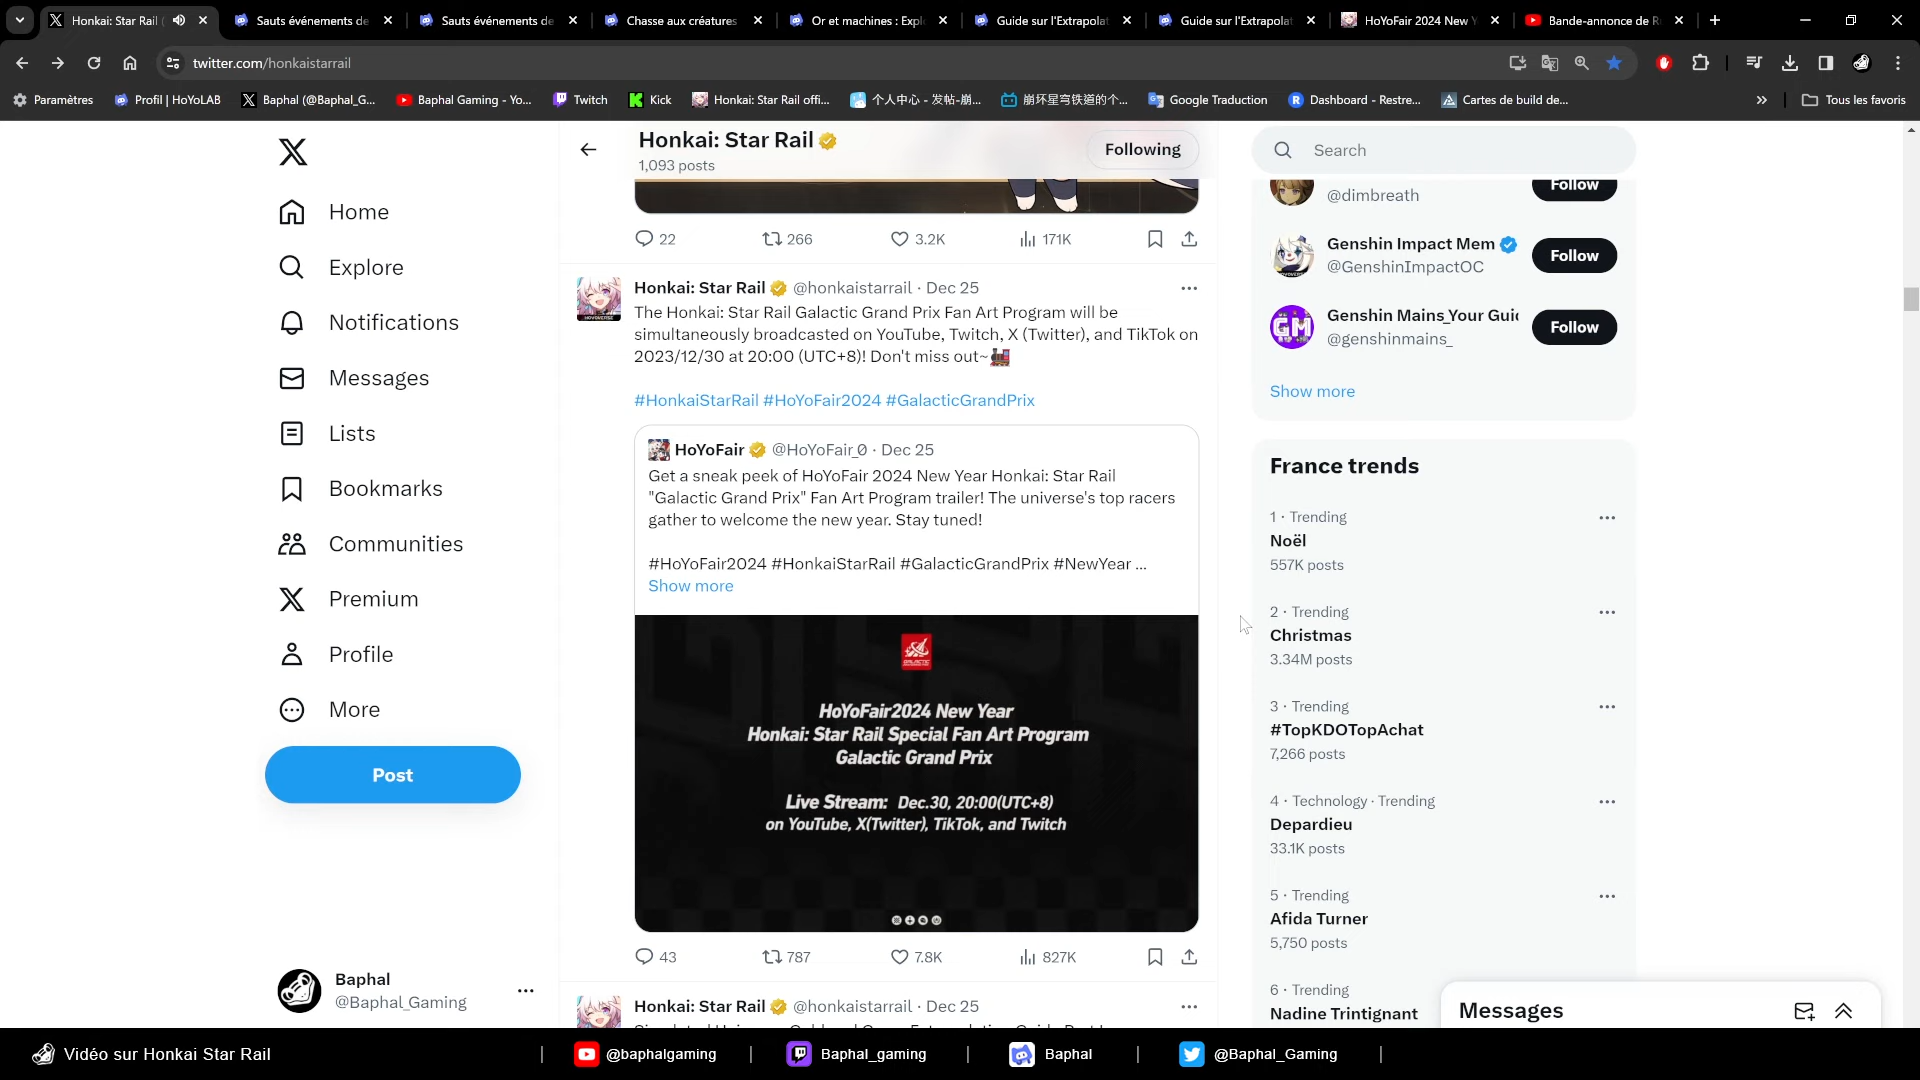 Honkai: Star Rail (
Sauts événements de
Sauts événements de
Chasse aux créatures
Or et machines : Expl
Guide sur l'Extrapolat
Guide sur l'Extrapolat
HoYoFair 2024 New Y
Bande-annonce de R
twitter.com/honkaistarrail
Paramètres
Profil | HoYoLAB
Baphal (@Baphal_G...
Baphal Gaming - Yo...
Twitch
Kick
Honkai: Star Rail offi...
个人中心 - 发帖-崩...
崩坏星穹铁道的个...
Google Traduction
Dashboard - Restre...
Cartes de build de...
Tous les favoris
Home
Explore
Notifications
Messages
Lists
Bookmarks
Communities
Premium
Profile
More
Post
Baphal
@Baphal_Gaming
Honkai: Star Rail
1,093 posts
Following
22
266
3.2K
171K
Honkai: Star Rail @honkaistarrail · Dec 25
The Honkai: Star Rail Galactic Grand Prix Fan Art Program will be
simultaneously broadcasted on YouTube, Twitch, X (Twitter), and TikTok on
2023/12/30 at 20:00 (UTC+8)! Don't miss out~
#HonkaiStarRail #HoYoFair2024 #GalacticGrandPrix
HoYoFair @HoYoFair_0 · Dec 25
Get a sneak peek of HoYoFair 2024 New Year Honkai: Star Rail
"Galactic Grand Prix" Fan Art Program trailer! The universe's top racers
gather to welcome the new year. Stay tuned!
#HoYoFair2024 #HonkaiStarRail #GalacticGrandPrix #NewYear ...
Show more
GALACTIC
HoYoFair2024 New Year
Honkai: Star Rail Special Fan Art Program
Galactic Grand Prix
Live Stream: Dec.30, 20:00(UTC+8)
on YouTube, X(Twitter), TikTok, and Twitch
43
787
7.8K
827K
Honkai: Star Rail @honkaistarrail · Dec 25
Search
@dimbreath
Follow
Genshin Impact Mem
@GenshinImpactOC
Follow
Genshin Mains_Your Gui
@genshinmains_
Follow
Show more
France trends
1 · Trending
Noël
557K posts
2 · Trending
Christmas
3.34M posts
3 · Trending
#TopKDOTopAchat
7,266 posts
4 · Technology · Trending
Depardieu
33.1K posts
5 · Trending
Afida Turner
5,750 posts
6 · Trending
Nadine Trintignant
Messages
Vidéo sur Honkai Star Rail
@baphalgaming
Baphal_gaming
Baphal
@Baphal_Gaming